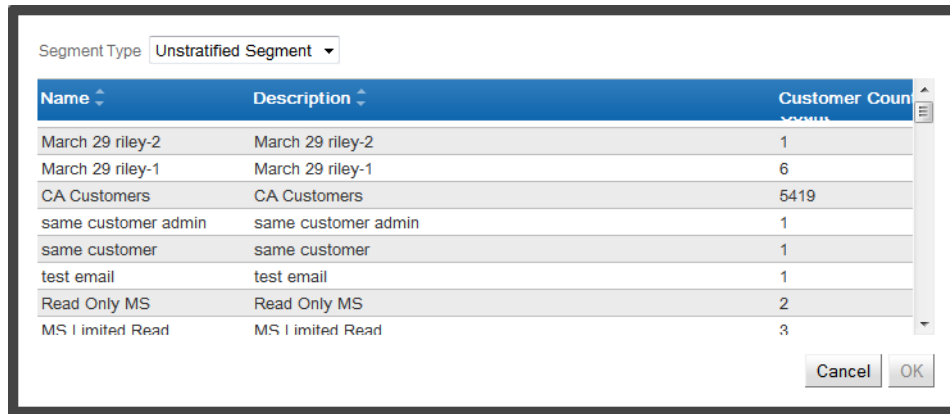 Segment Type Unstratified Segment
Name Description Customer Count
Count
March 29 riley-2 March 29 riley-2 1
March 29 riley-1 March 29 riley-1 6
CA Customers CA Customers 5419
same customer admin same customer admin 1
same customer same customer 1
test email test email 1
Read Only MS Read Only MS 2
MS Limited Read MS Limited Read 3
Cancel OK